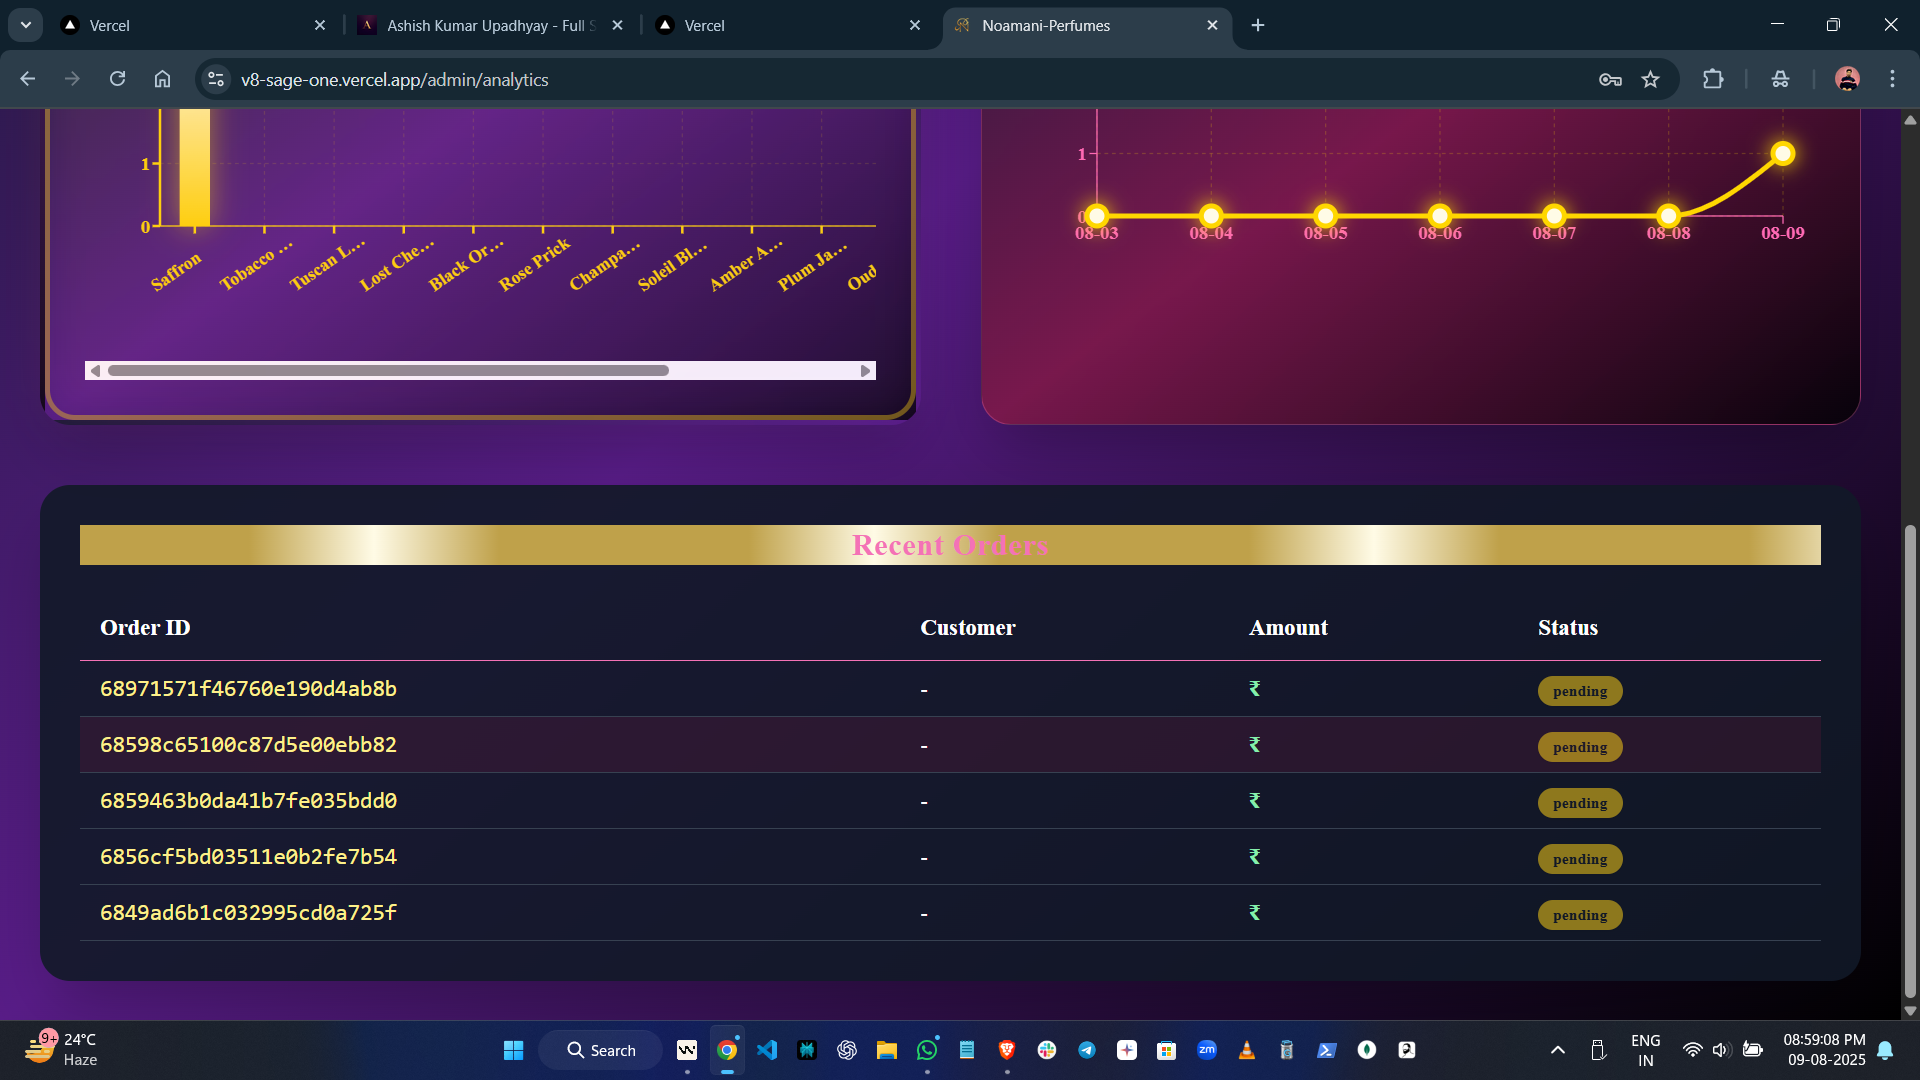 Vercel
Ashish Kumar Upadhyay - Full S
Vercel
Noamani-Perfumes
v8-sage-one.vercel.app/admin/analytics
1
0
Saffron
Tobacco ...
Tuscan L...
Lost Che...
Black Or...
Rose Prick
Champa...
Soleil Bl...
Amber A...
Plum Ja...
Oud
1
0
08-03
08-04
08-05
08-06
08-07
08-08
08-09
Recent Orders
Order ID Customer Amount Status
68971571f46760e190d4ab8b - ₹ pending
68598c65100c87d5e00ebb82 - ₹ pending
6859463b0da41b7fe035bdd0 - ₹ pending
6856cf5bd03511e0b2fe7b54 - ₹ pending
6849ad6b1c032995cd0a725f - ₹ pending
9+
24°C
Haze
Search
zm
ENG
IN
08:59:08 PM
09-08-2025